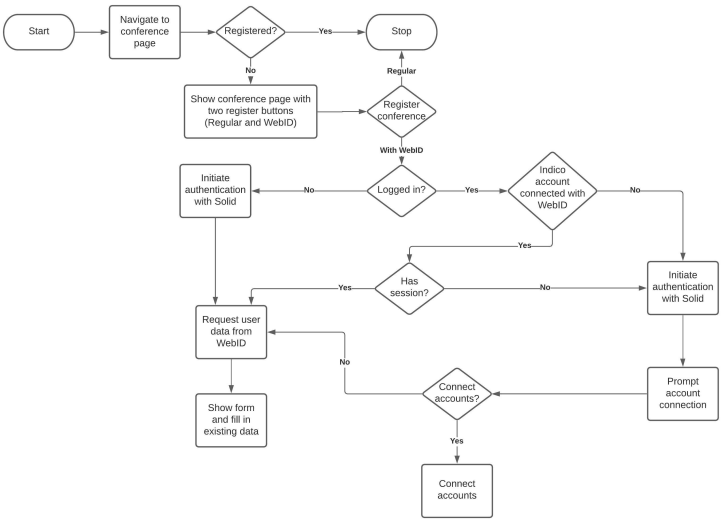 Start
Navigate to
conference
page
Registered?
Yes
Stop
No
Regular
Show conference page with
two register buttons
(Regular and WebID)
Register
conference
With WebID
Initiate
authentication
with Solid
No
Logged in?
Yes
Indico
account
connected with
WebID
No
Yes
Yes
Has
session?
No
Initiate
authentication
with Solid
Request user
data from
WebID
No
Connect
accounts?
Prompt
account
connection
Show form
and fill in
existing data
Yes
Connect
accounts